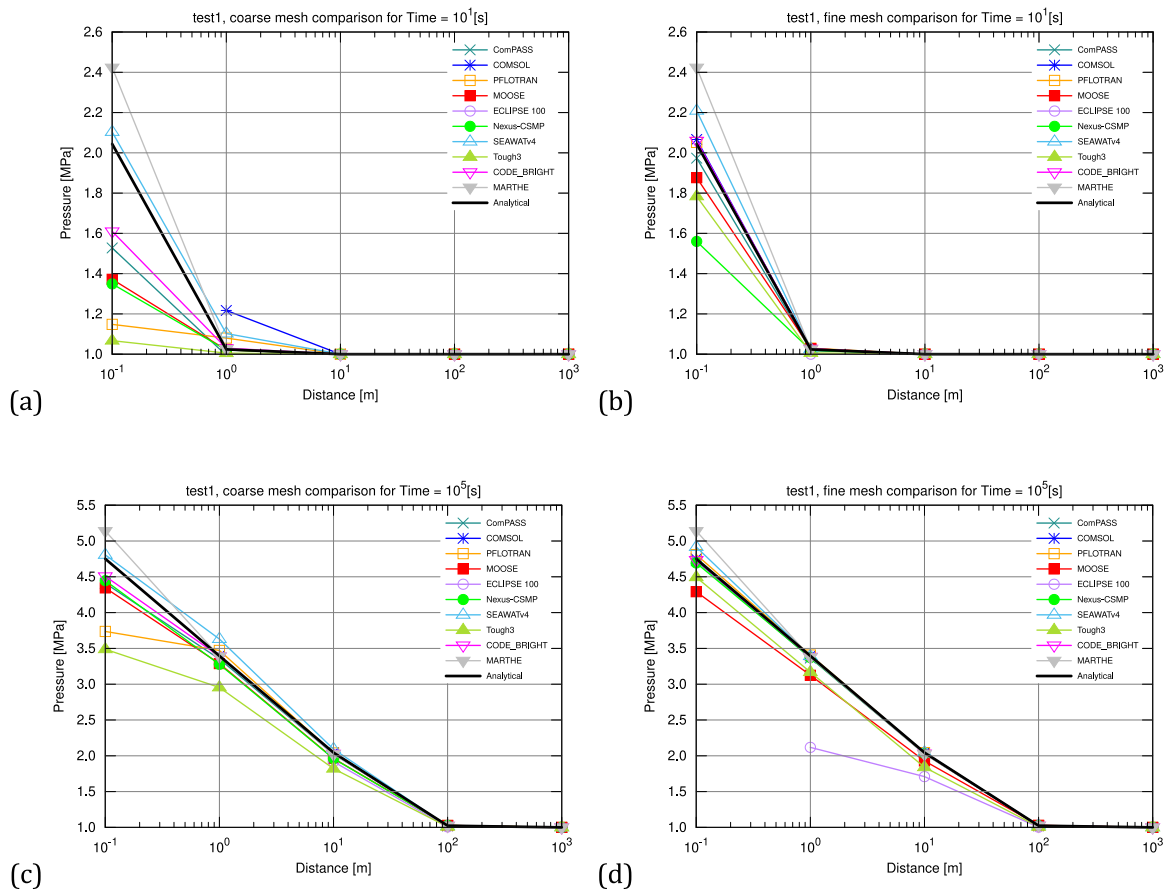 test1, coarse mesh comparison for Time = 10¹[s]
2.6
2.4
2.2
2.0
1.8
1.6
1.4
1.2
1.0
Pressure [MPa]
ComPASS
COMSOL
PFLOTRAN
MOOSE
ECLIPSE 100
Nexus-CSMP
SEAWATv4
Tough3
CODE_BRIGHT
MARTHE
Analytical
10⁻¹ 10⁰ 10¹ 10² 10³
Distance [m]
(a)
test1, fine mesh comparison for Time = 10¹[s]
2.6
2.4
2.2
2.0
1.8
1.6
1.4
1.2
1.0
Pressure [MPa]
ComPASS
COMSOL
PFLOTRAN
MOOSE
ECLIPSE 100
Nexus-CSMP
SEAWATv4
Tough3
CODE_BRIGHT
MARTHE
Analytical
10⁻¹ 10⁰ 10¹ 10² 10³
Distance [m]
(b)
test1, coarse mesh comparison for Time = 10⁵[s]
5.5
5.0
4.5
4.0
3.5
3.0
2.5
2.0
1.5
1.0
Pressure [MPa]
ComPASS
COMSOL
PFLOTRAN
MOOSE
ECLIPSE 100
Nexus-CSMP
SEAWATv4
Tough3
CODE_BRIGHT
MARTHE
Analytical
10⁻¹ 10⁰ 10¹ 10² 10³
Distance [m]
(c)
test1, fine mesh comparison for Time = 10⁵[s]
5.5
5.0
4.5
4.0
3.5
3.0
2.5
2.0
1.5
1.0
Pressure [MPa]
ComPASS
COMSOL
PFLOTRAN
MOOSE
ECLIPSE 100
Nexus-CSMP
SEAWATv4
Tough3
CODE_BRIGHT
MARTHE
Analytical
10⁻¹ 10⁰ 10¹ 10² 10³
Distance [m]
(d)